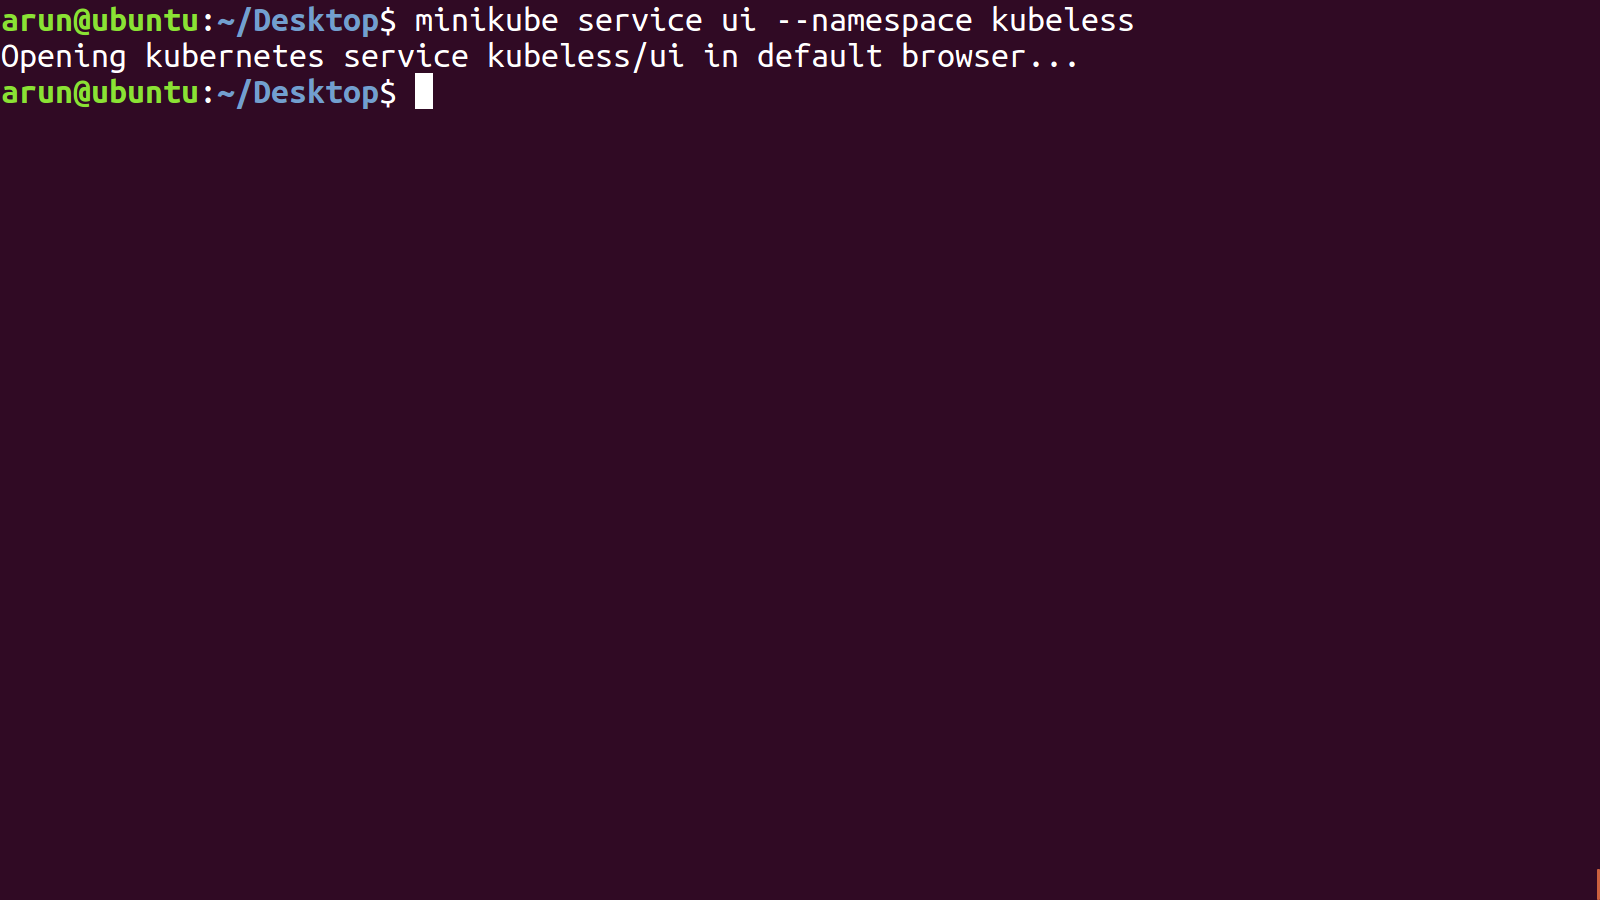 arun@ubuntu:~/Desktop$ minikube service ui --namespace kubeless
Opening kubernetes service kubeless/ui in default browser...
arun@ubuntu:~/Desktop$